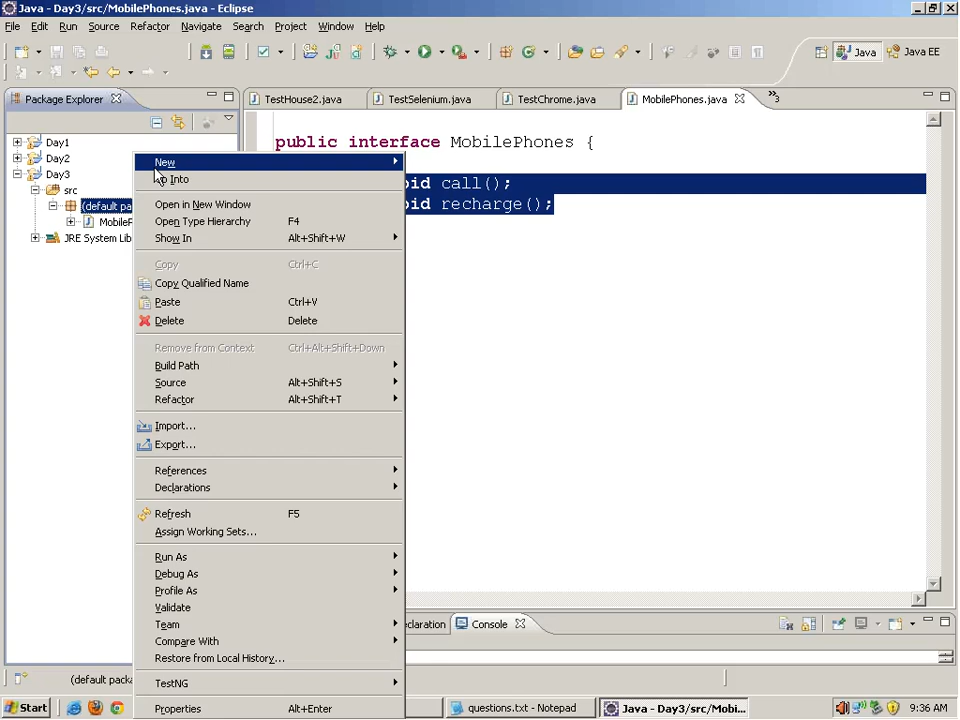 Java - Day3/src/MobilePhones.java - Eclipse
File Edit Run Source Refactor Navigate Search Project Window Help
Java Java EE
Package Explorer
TestHouse2.java TestSelenium.java TestChrome.java MobilePhones.java »3
Day1
Day2
Day3
src
(default pa
MobileP
JRE System Lib
public interface MobilePhones {
oid call();
oid recharge();
New
Into
Open in New Window
Open Type Hierarchy F4
Show In Alt+Shift+W
Copy Ctrl+C
Copy Qualified Name
Paste Ctrl+V
Delete Delete
Remove from Context Ctrl+Alt+Shift+Down
Build Path
Source Alt+Shift+S
Refactor Alt+Shift+T
Import...
Export...
References
Declarations
Refresh F5
Assign Working Sets...
Run As
Debug As
Profile As
Validate
Team
Compare With
Restore from Local History...
TestNG
Properties Alt+Enter
claration Console
(default packa
Start questions.txt - Notepad Java - Day3/src/Mobi... 9:36 AM